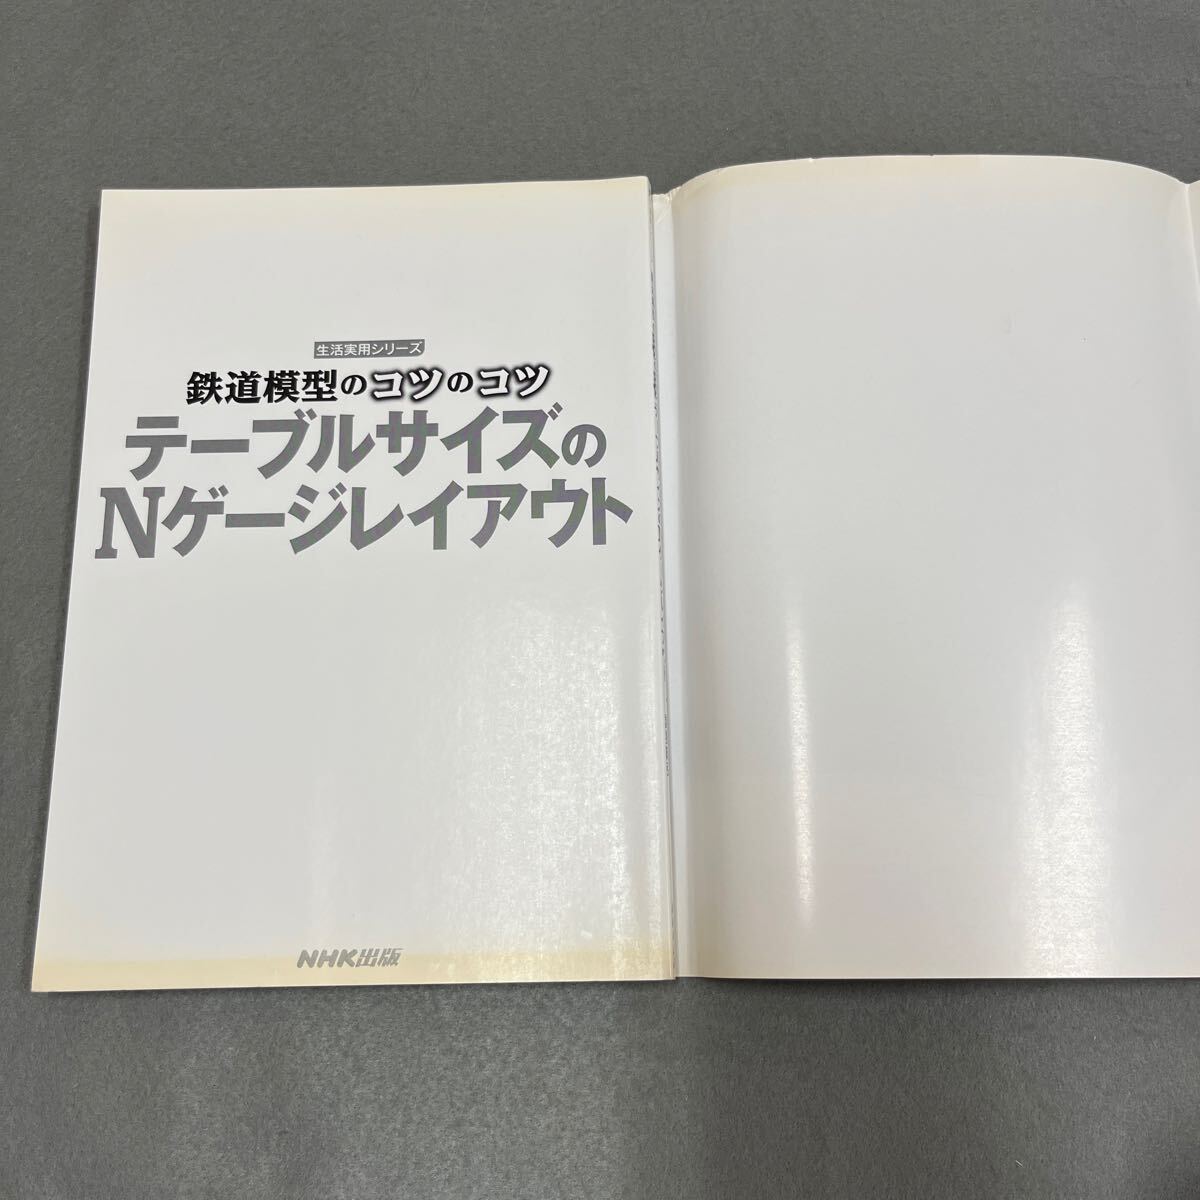 生活実用シリーズ
鉄道模型のコツのコツ
テーブルサイズの
Nゲージレイアウト
NHK出版